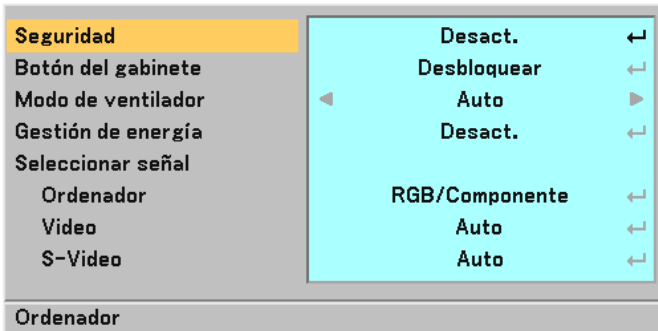 Seguridad Desact.
Botón del gabinete Desbloquear
Modo de ventilador Auto
Gestión de energía Desact.
Seleccionar señal
Ordenador RGB/Componente
Video Auto
S-Video Auto
Ordenador